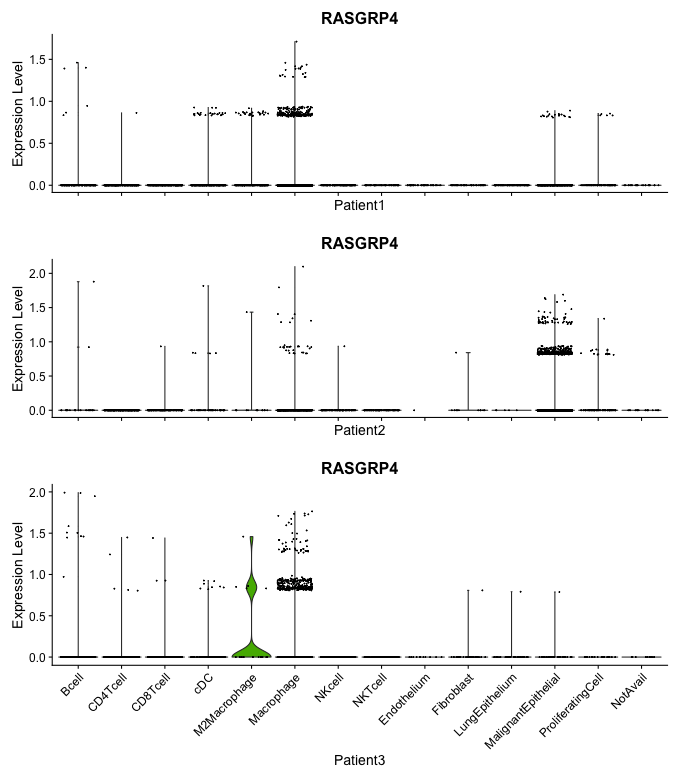 RASGRP4
Expression Level
1.5
1.0
0.5
0.0
Patient1
RASGRP4
Expression Level
2.0
1.5
1.0
0.5
0.0
Patient2
RASGRP4
Expression Level
2.0
1.5
1.0
0.5
0.0
Bcell
CD4Tcell
CD8Tcell
cDC
M2Macrophage
Macrophage
NKcell
NKTcell
Endothelium
Fibroblast
LungEpithelium
MalignantEpithelial
ProliferatingCell
NotAvail
Patient3